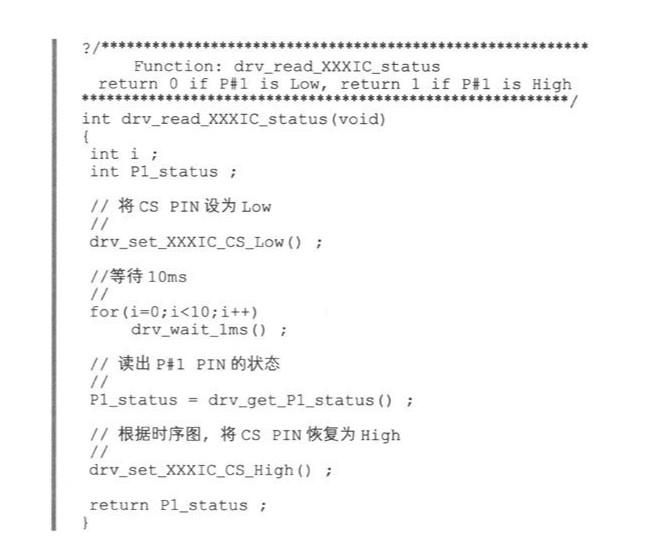 ?/**********************************************************
Function: drv_read_XXXIC_status
return 0 if P#1 is Low, return 1 if P#1 is High
**********************************************************/
int drv_read_XXXIC_status(void)
{
int i ;
int P1_status ;
// 将 CS PIN 设为 Low
//
drv_set_XXXIC_CS_Low() ;
//等待 10ms
//
for(i=0;i<10;i++)
drv_wait_1ms() ;
// 读出 P#1 PIN 的状态
//
P1_status = drv_get_P1_status() ;
// 根据时序图，将 CS PIN 恢复为 High
//
drv_set_XXXIC_CS_High() ;
return P1_status ;
}